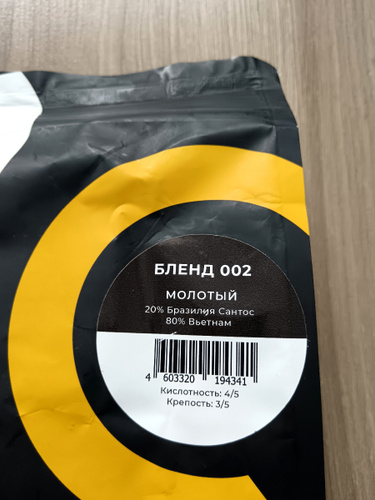 БЛЕНД 002
МОЛОТЫЙ
20% Бразилия Сантос
80% Вьетнам
4 603320 194341
Кислотность: 4/5
Крепость: 3/5